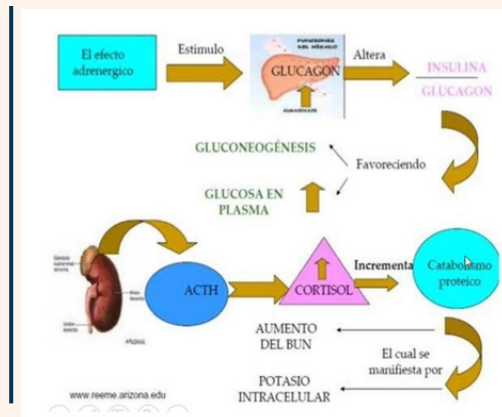 El efecto
adrenergico
Estímulo
GLUCAGON
Altera
INSULINA
GLUCAGON
GLUCONEOGÉNESIS
Favoreciendo
GLUCOSA EN
PLASMA
ACTH
CORTISOL
Incrementa
Catabolismo
proteico
AUMENTO
DEL BUN
El cual se
manifiesta por
POTASIO
INTRACELULAR
www.reeme.arizona.edu